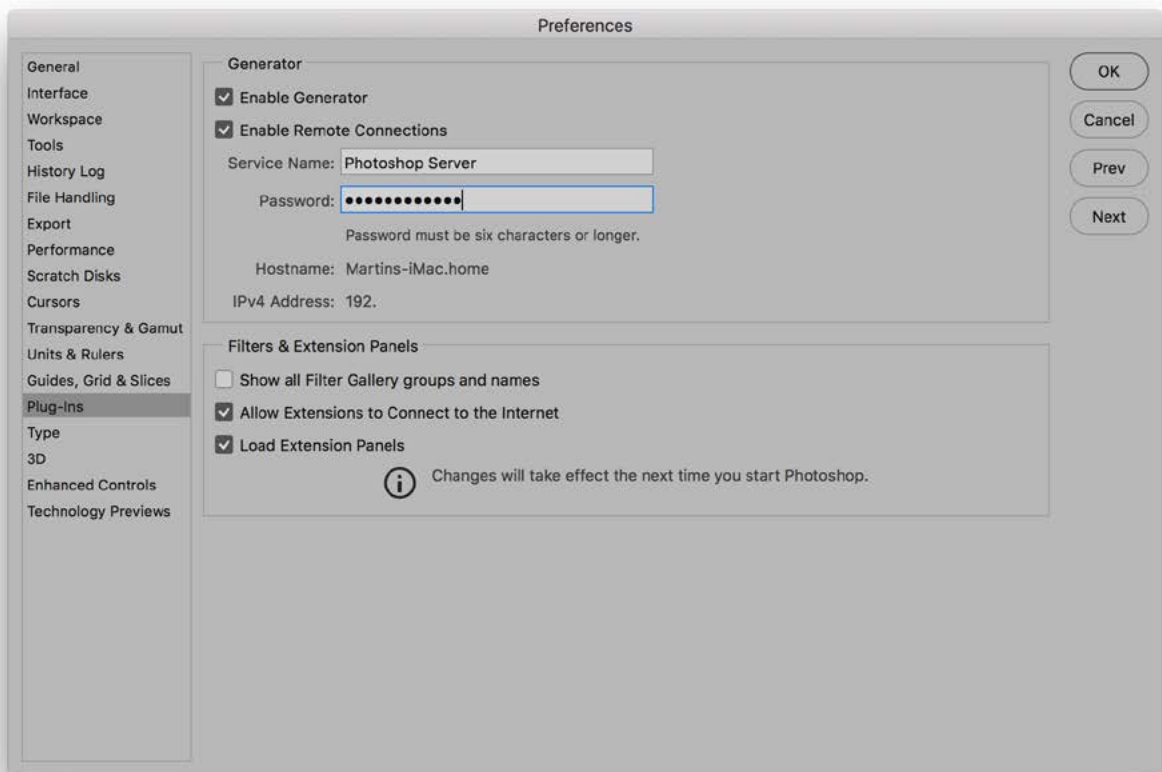 Preferences
General
Interface
Workspace
Tools
History Log
File Handling
Export
Performance
Scratch Disks
Cursors
Transparency & Gamut
Units & Rulers
Guides, Grid & Slices
Plug-Ins
Type
3D
Enhanced Controls
Technology Previews
Generator
Enable Generator
Enable Remote Connections
Service Name: Photoshop Server
Password: ●●●●●●●●●●●●
Password must be six characters or longer.
Hostname: Martins-iMac.home
IPv4 Address: 192.
Filters & Extension Panels
Show all Filter Gallery groups and names
Allow Extensions to Connect to the Internet
Load Extension Panels
Changes will take effect the next time you start Photoshop.
OK
Cancel
Prev
Next